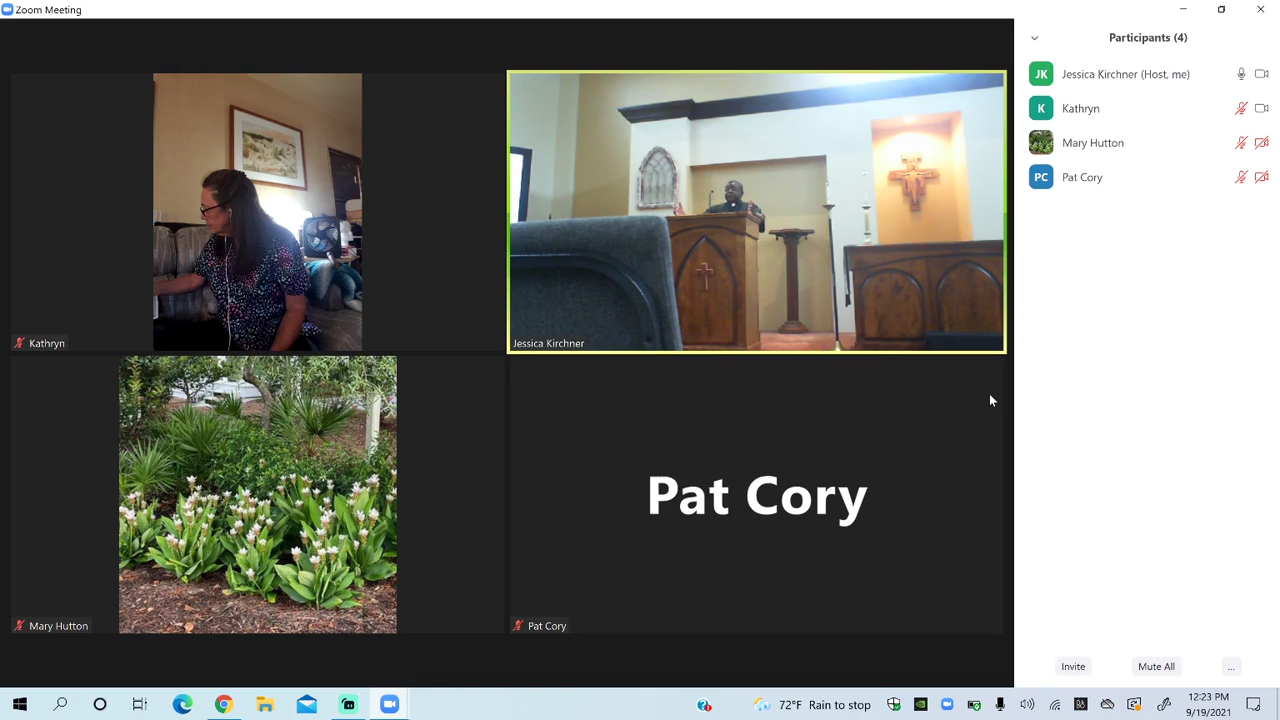 Zoom Meeting
Participants (4)
JK Jessica Kirchner (Host, me)
K Kathryn
Mary Hutton
PC Pat Cory
Kathryn
Jessica Kirchner
Pat Cory
Mary Hutton
Pat Cory
Invite
Mute All
...
72°F Rain to stop
12:23 PM
9/19/2021